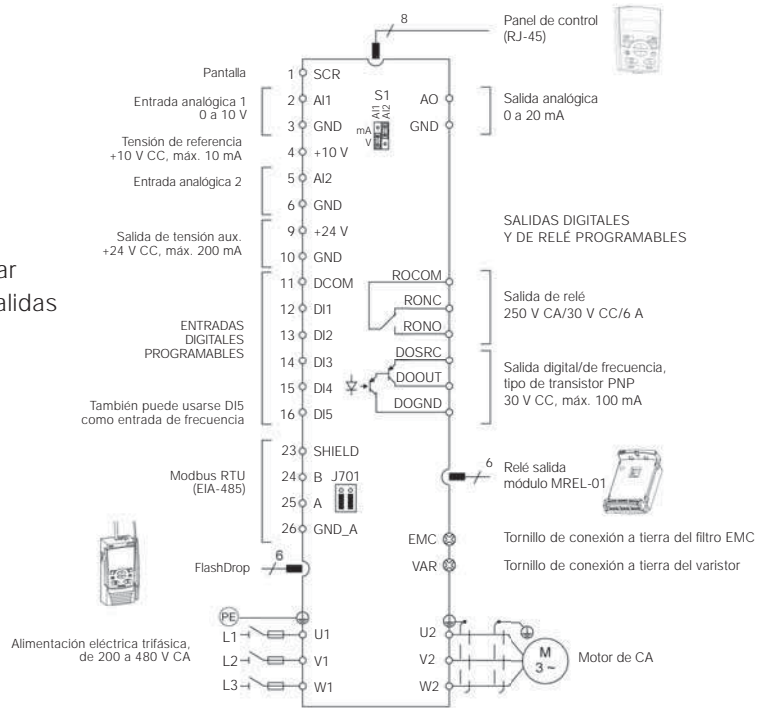 8
Panel de control
(RJ-45)
Pantalla
1 SCR
Entrada analógica 1
0 a 10 V
2 AI1
3 GND
S1
AI1
AI2
mA
V
AO
GND
Salida analógica
0 a 20 mA
Tensión de referencia
+10 V CC, máx. 10 mA
4 +10 V
Entrada analógica 2
5 AI2
6 GND
Salida de tensión aux.
+24 V CC, máx. 200 mA
9 +24 V
10 GND
SALIDAS DIGITALES
Y DE RELÉ PROGRAMABLES
ar
alidas
ENTRADAS
DIGITALES
PROGRAMABLES
También puede usarse DI5
como entrada de frecuencia
11 DCOM
12 DI1
13 DI2
14 DI3
15 DI4
16 DI5
ROCOM
RONC
RONO
Salida de relé
250 V CA/30 V CC/6 A
DOSRC
DOOUT
DOGND
Salida digital/de frecuencia,
tipo de transistor PNP
30 V CC, máx. 100 mA
Modbus RTU
(EIA-485)
23 SHIELD
24 B J701
25 A
26 GND_A
6
Relé salida
módulo MREL-01
EMC
Tornillo de conexión a tierra del filtro EMC
VAR
Tornillo de conexión a tierra del varistor
FlashDrop
6
PE
Alimentación eléctrica trifásica,
de 200 a 480 V CA
L1 U1
L2 V1
L3 W1
U2
V2
W2
M
3 ~
Motor de CA